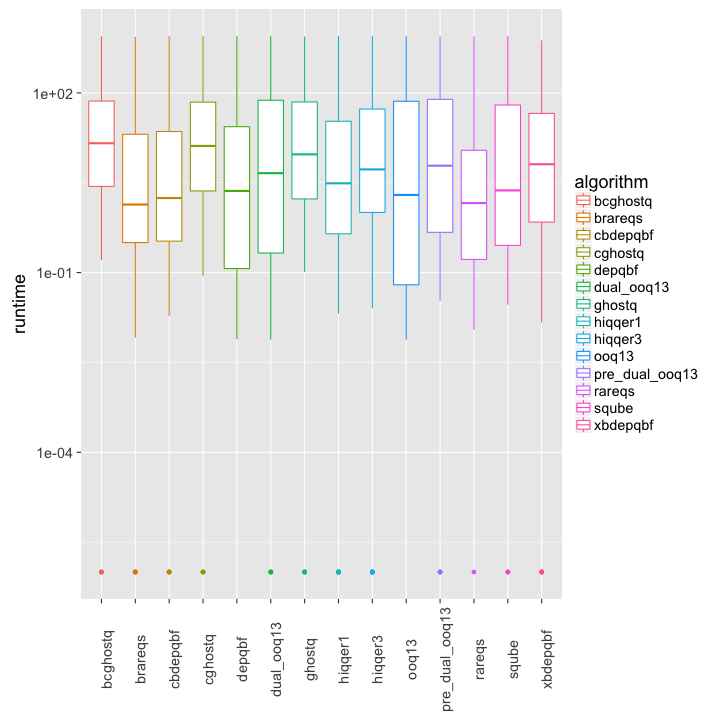 1e+02
1e-01
1e-04
runtime
bcghostq
brareqs
cbdepqbf
cghostq
depqbf
dual_ooq13
ghostq
hiqqer1
hiqqer3
ooq13
pre_dual_ooq13
rareqs
sqube
xbdepqbf
algorithm
bcghostq
brareqs
cbdepqbf
cghostq
depqbf
dual_ooq13
ghostq
hiqqer1
hiqqer3
ooq13
pre_dual_ooq13
rareqs
sqube
xbdepqbf